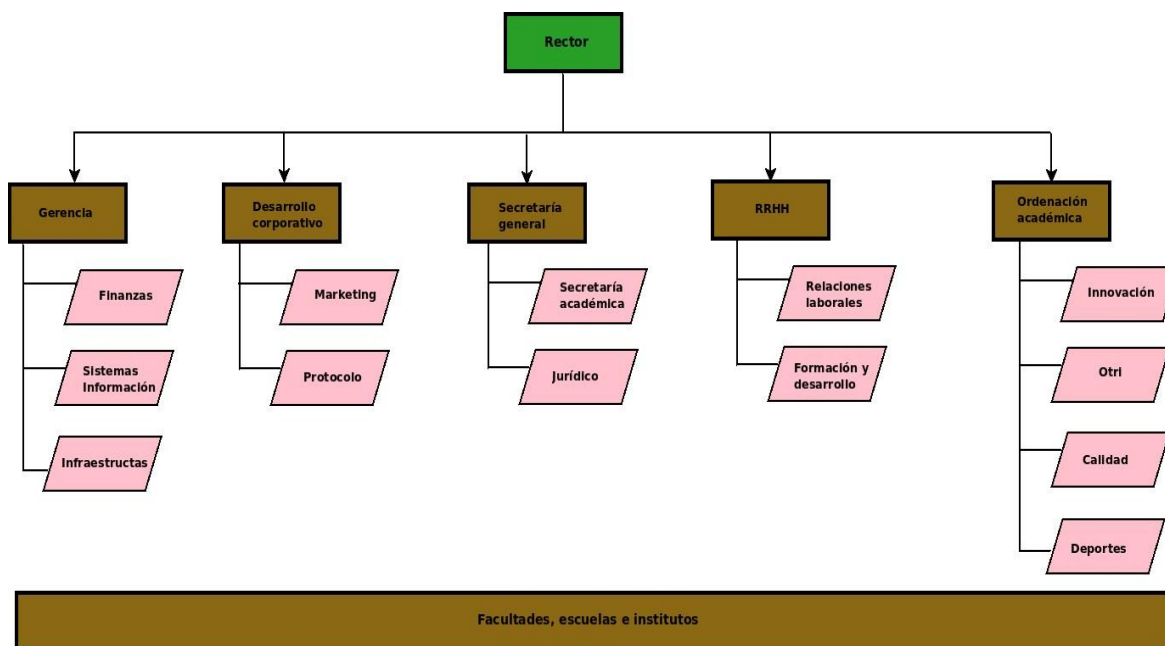 Rector
Gerencia
Desarrollo
corporativo
Secretaría
general
RRHH
Ordenación
académica
Finanzas
Sistemas
Información
Infraestructas
Marketing
Protocolo
Secretaría
académica
Jurídico
Relaciones
laborales
Formación y
desarrollo
Innovación
Otri
Calidad
Deportes
Facultades, escuelas e institutos